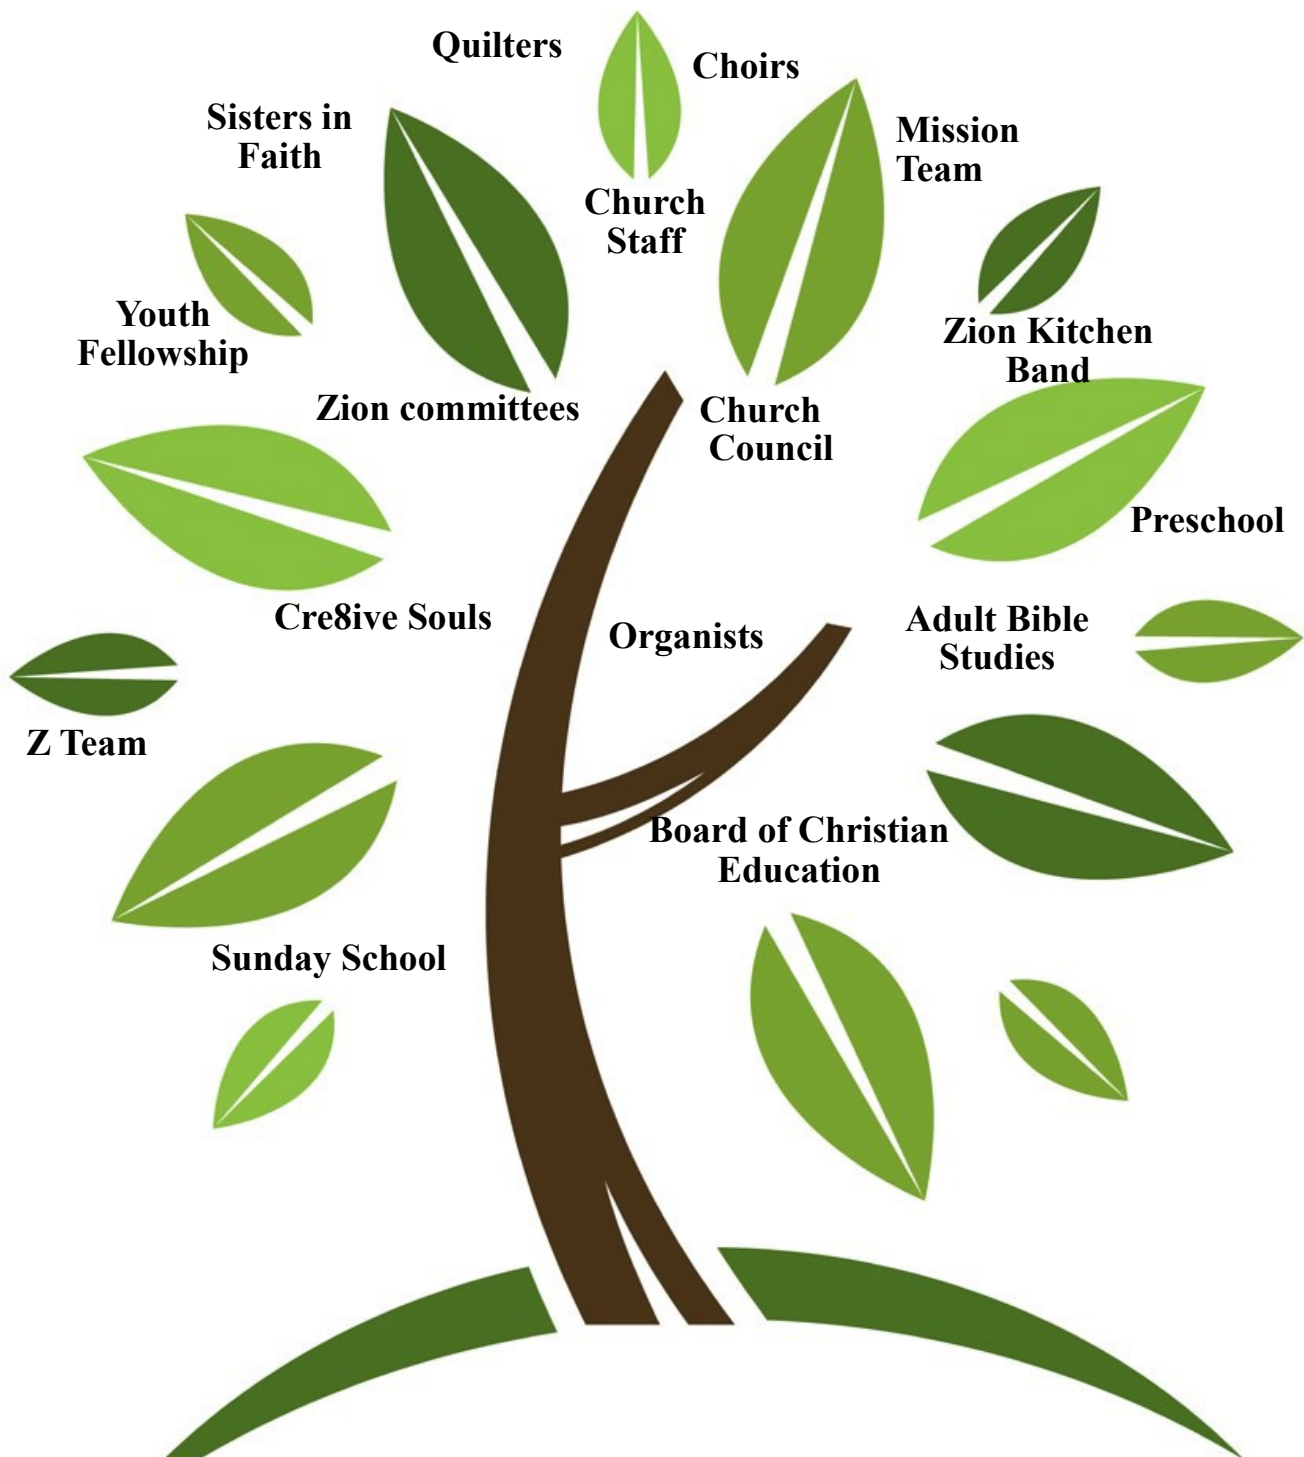 Quilters
Choirs
Sisters in
Faith
Mission
Team
Church
Staff
Youth
Fellowship
Zion Kitchen
Band
Zion committees
Church
Council
Preschool
Cre8ive Souls
Organists
Adult Bible
Studies
Z Team
Board of Christian
Education
Sunday School